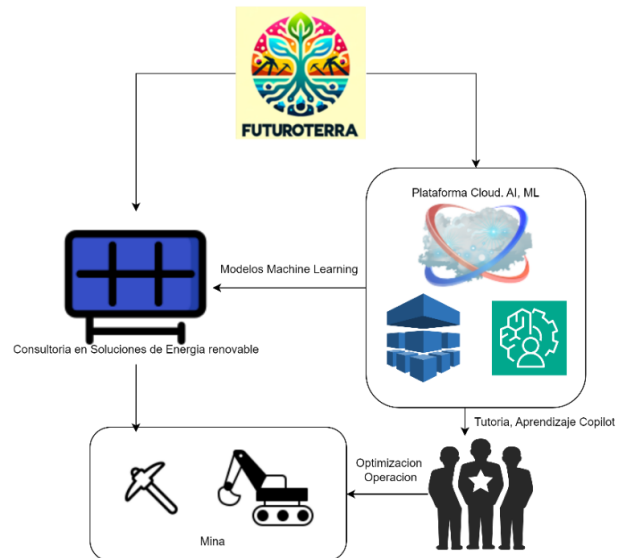 FUTUROTERRA
Plataforma Cloud. AI, ML
Modelos Machine Learning
Consultoria en Soluciones de Energia renovable
Tutoria, Aprendizaje Copilot
Optimizacion
Operacion
Mina